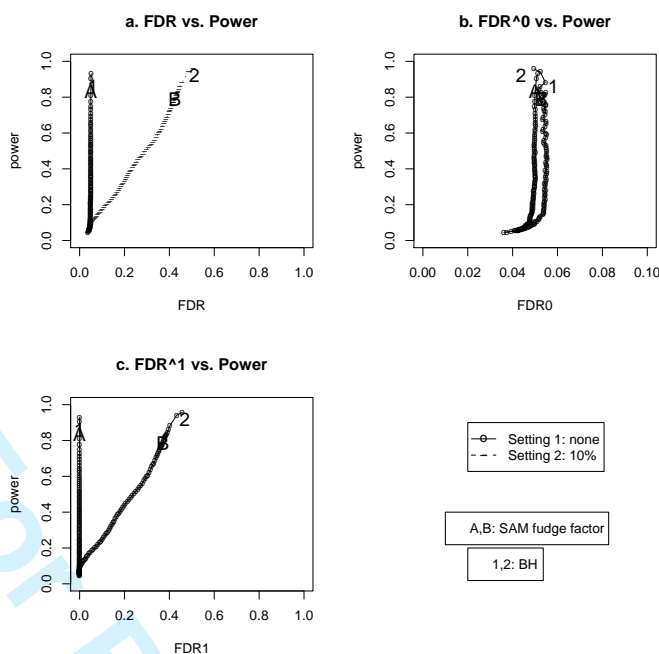 a. FDR vs. Power
power
0.0 0.2 0.4 0.6 0.8 1.0
A
B
2
0.0 0.2 0.4 0.6 0.8 1.0
FDR
b. FDR^0 vs. Power
power
0.0 0.2 0.4 0.6 0.8 1.0
2
1
A
B
0.00 0.02 0.04 0.06 0.08 0.10
FDR0
c. FDR^1 vs. Power
power
0.0 0.2 0.4 0.6 0.8 1.0
A
B
2
0.0 0.2 0.4 0.6 0.8 1.0
FDR1
Setting 1: none
Setting 2: 10%
A,B: SAM fudge factor
1,2: BH
For